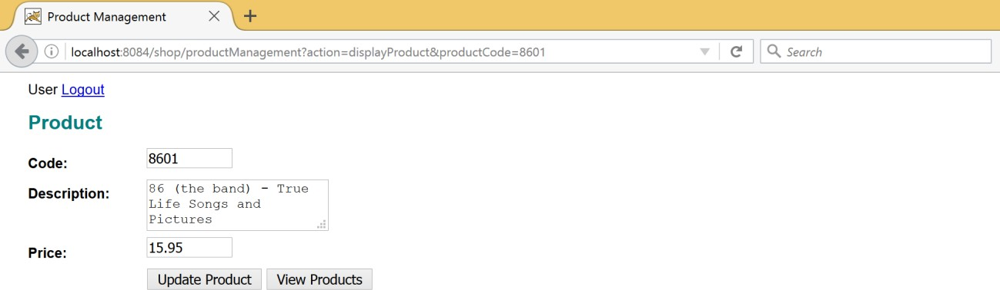 Product Management
localhost:8084/shop/productManagement?action=displayProduct&productCode=8601
Search
User Logout
Product
Code: 8601
Description: 86 (the band) - True
Life Songs and
Pictures
Price: 15.95
Update Product View Products